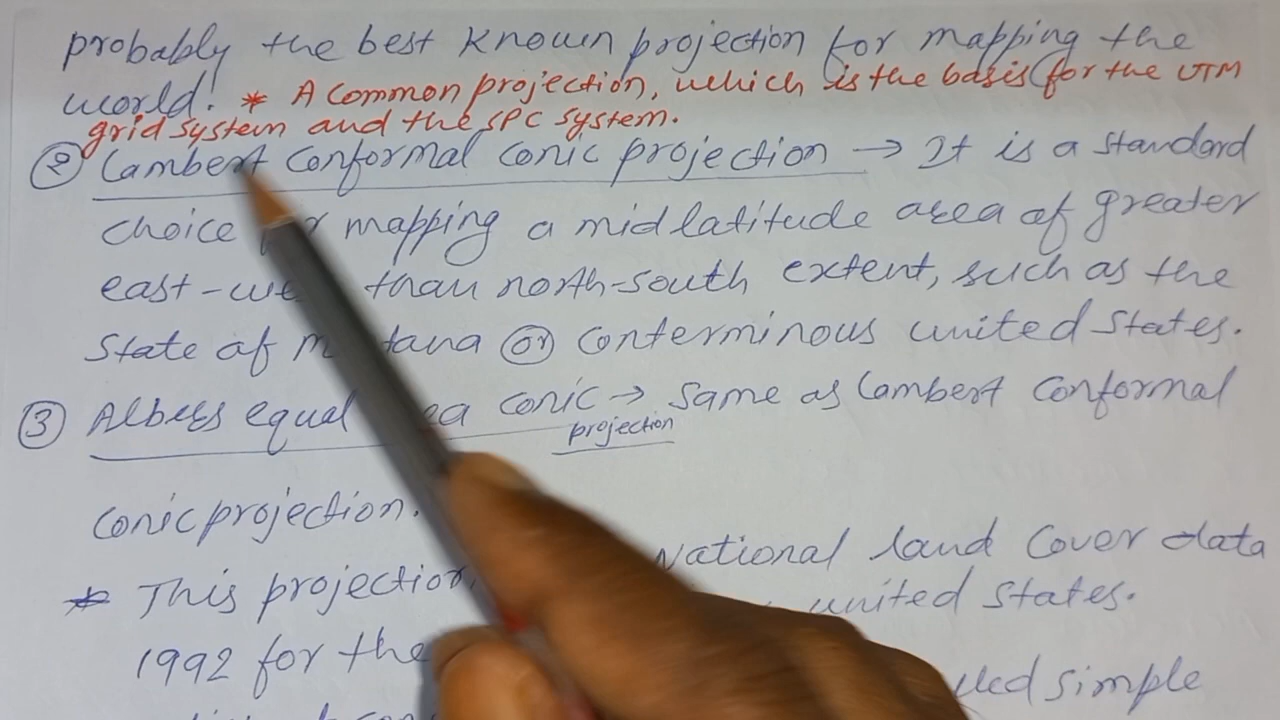 probably the best known projection for mapping the
world! * A common projection, which is the basis for the UTM
grid system and the SPC system.
② Lambert conformal conic projection → It is a standard
choice for mapping a midlatitude area of greater
east-we than north-south extent, such as the
State of m tana or conterminous united states.
③ Albers equal ea conic → same as Lambert conformal
projection
conic projection.
* This projection National land cover data
1992 for the united states.
simple